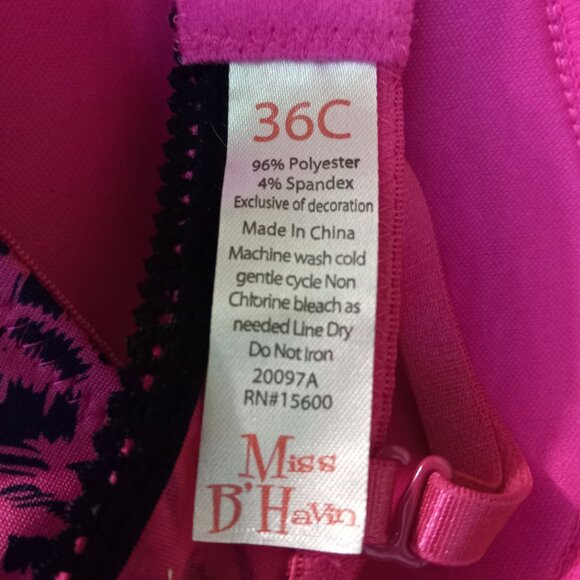 36C
96% Polyester
4% Spandex
Exclusive of decoration
Made In China
Machine wash cold
gentle cycle Non
Chlorine bleach as
needed Line Dry
Do Not Iron
20097A
RN#15600
Miss
B'Havin